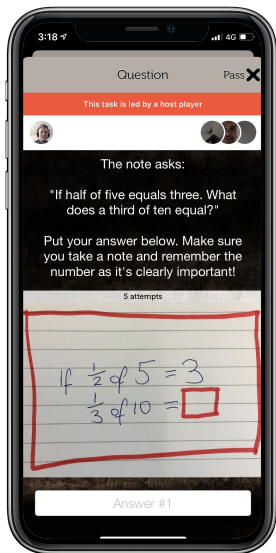 3:18
4G
Question
Pass
This task is led by a host player
The note asks:
"If half of five equals three. What
does a third of ten equal?"
Put your answer below. Make sure
you take a note and remember the
number as it's clearly important!
5 attempts
If 1/2 of 5 = 3
1/3 of 10 =
Answer #1